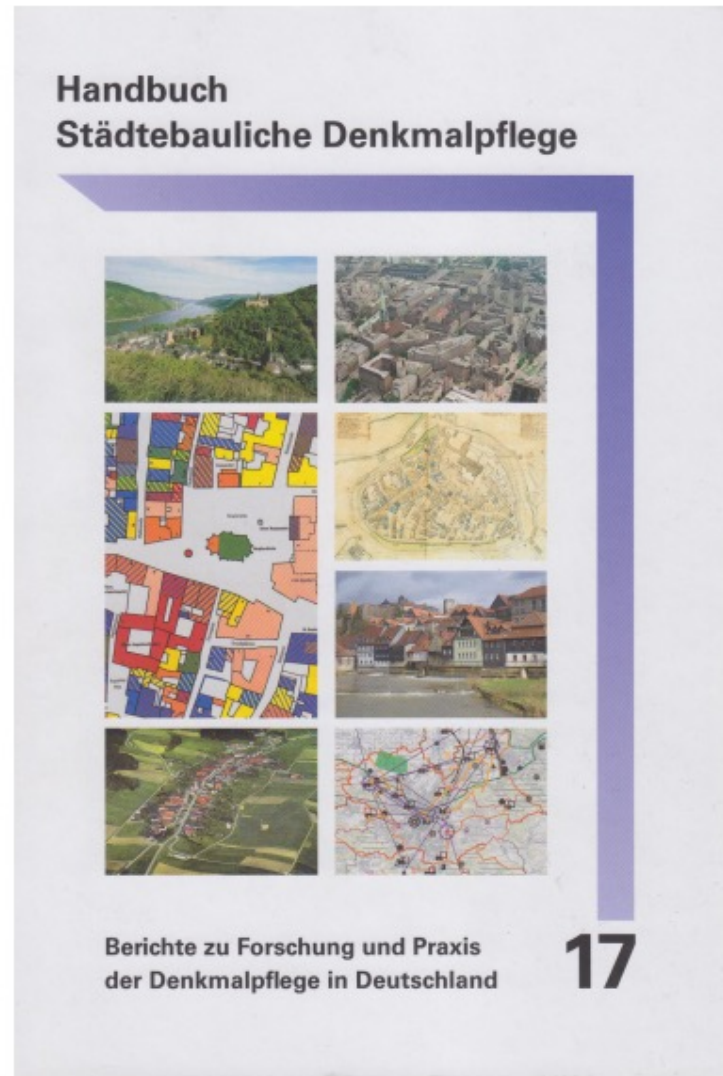 Handbuch
Städtebauliche Denkmalpflege
Berichte zu Forschung und Praxis
der Denkmalpflege in Deutschland
17